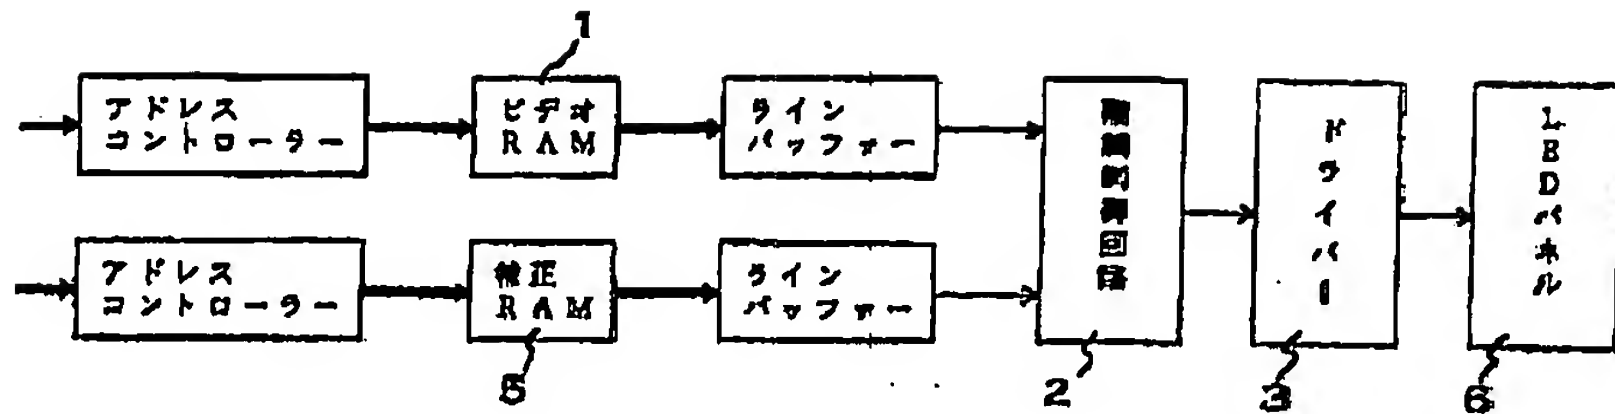 1
アドレス
コントローラー
ビデオ
RAM
ライン
バッファー
階調制御回路
ドライバー
LEDパネル
アドレス
コントローラー
補正
RAM
ライン
バッファー
5
2
3
6